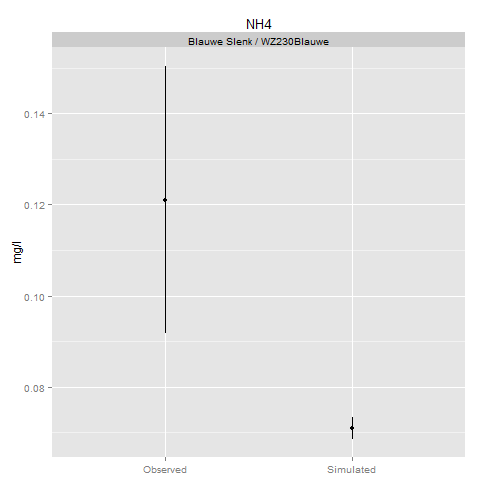 NH4
Blauwe Slenk / WZ230Blauwe
0.14
0.12
0.10
0.08
mg/l
Observed Simulated